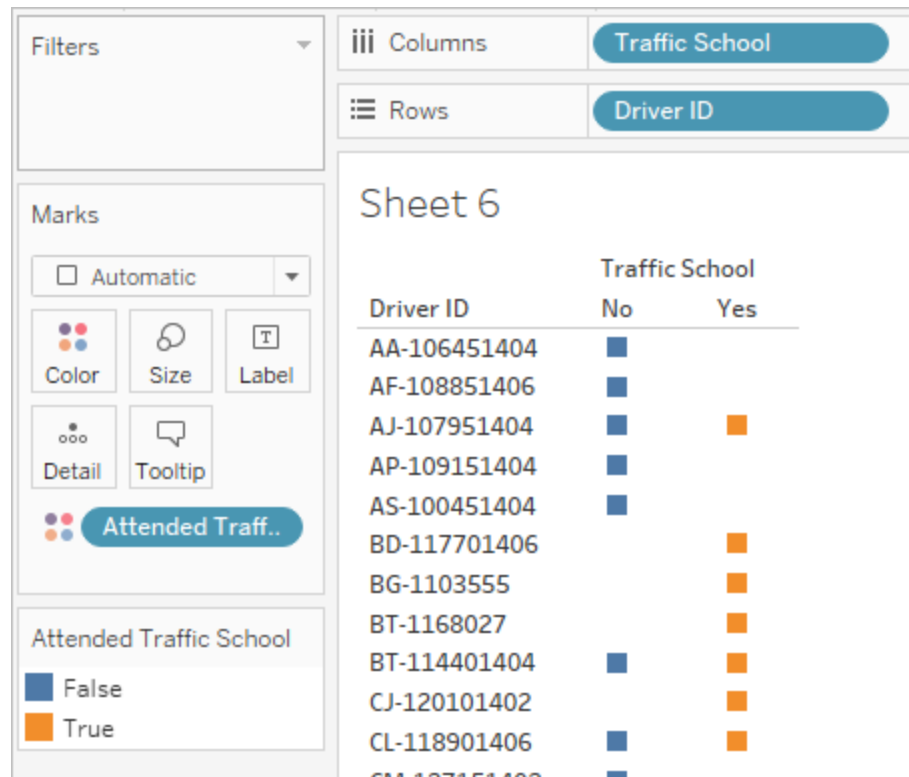 Filters
Columns
Traffic School
Rows
Driver ID
Marks
Automatic
Color
Size
Label
Detail
Tooltip
Attended Traff..
Attended Traffic School
False
True
Sheet 6
Traffic School
Driver ID No Yes
AA-106451404
AF-108851406
AJ-107951404
AP-109151404
AS-100451404
BD-117701406
BG-1103555
BT-1168027
BT-114401404
CJ-120101402
CL-118901406